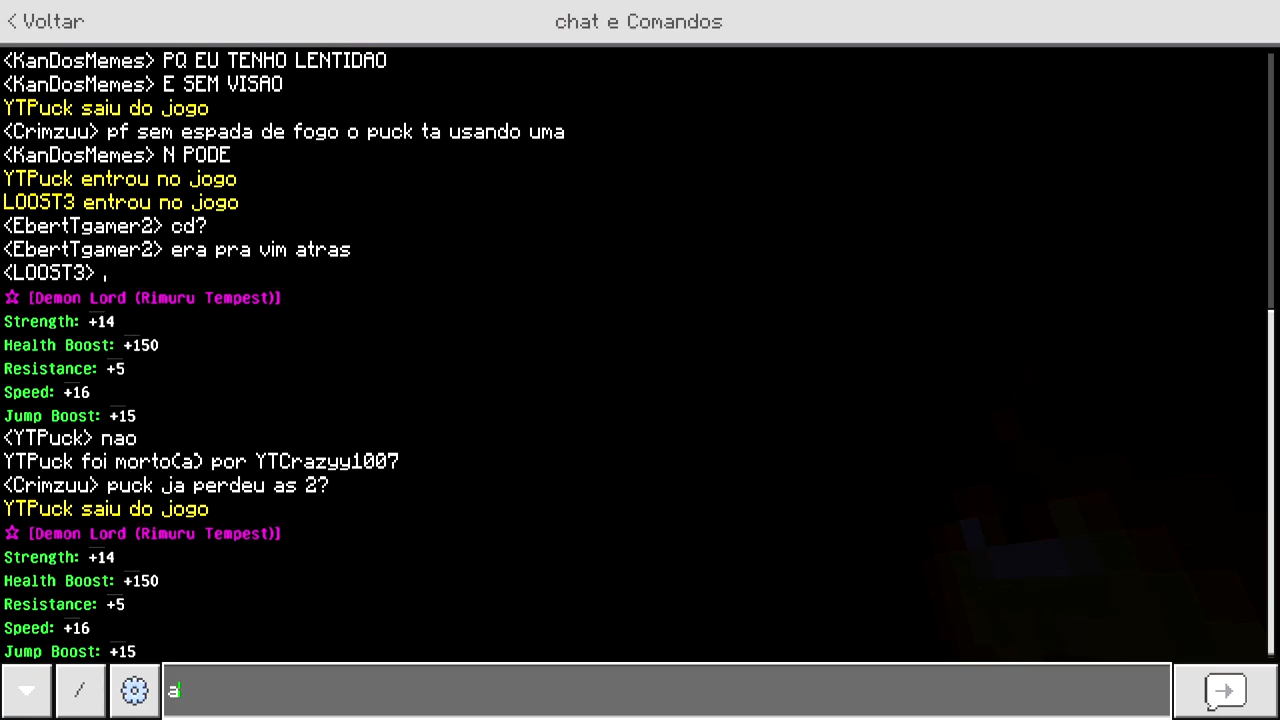 < Voltar
chat e Comandos
<KanDosMemes> PQ EU TENHO LENTIDAO
<KanDosMemes> E SEM VISAO
YTPuck saiu do jogo
<Crimzuu> pf sem espada de fogo o puck ta usando uma
<KanDosMemes> N PODE
YTPuck entrou no jogo
LOOST3 entrou no jogo
<EbertTgamer2> cd?
<EbertTgamer2> era pra vim atras
<LOOST3> ,
☆ [Demon Lord (Rimuru Tempest)]
Strength: +14
Health Boost: +150
Resistance: +5
Speed: +16
Jump Boost: +15
<YTPuck> nao
YTPuck foi morto(a) por YTCrazyy1007
<Crimzuu> puck ja perdeu as 2?
YTPuck saiu do jogo
☆ [Demon Lord (Rimuru Tempest)]
Strength: +14
Health Boost: +150
Resistance: +5
Speed: +16
Jump Boost: +15
/
a